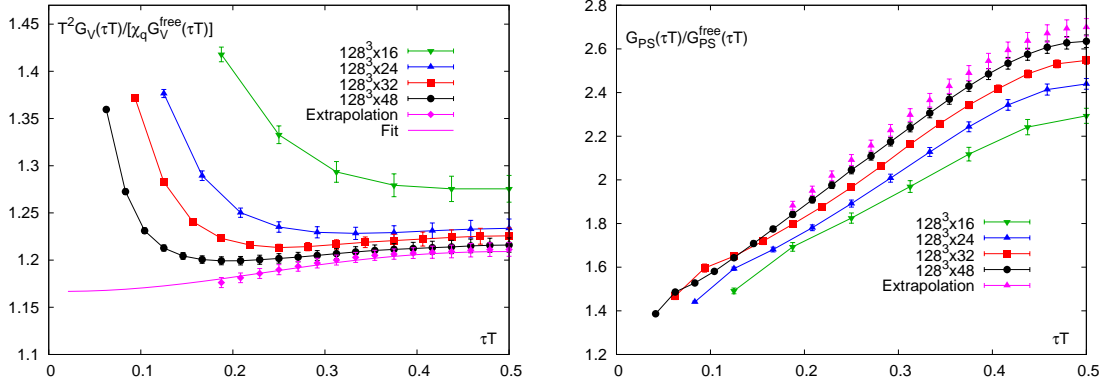 T²G_V(τT)/[χ_qG_V^free(τT)]
128³x16
128³x24
128³x32
128³x48
Extrapolation
Fit
1.45
1.4
1.35
1.3
1.25
1.2
1.15
1.1
0
0.1
0.2
0.3
0.4
0.5
τT
G_PS(τT)/G_PS^free(τT)
128³x16
128³x24
128³x32
128³x48
Extrapolation
2.8
2.6
2.4
2.2
2
1.8
1.6
1.4
1.2
0
0.1
0.2
0.3
0.4
0.5
τT